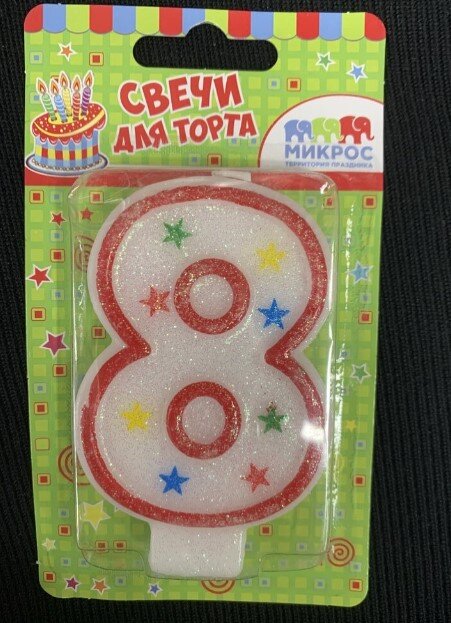 СВЕЧИ
ДЛЯ ТОРТА
МИКРОС
ТЕРРИТОРИЯ ПРАЗДНИКА
8